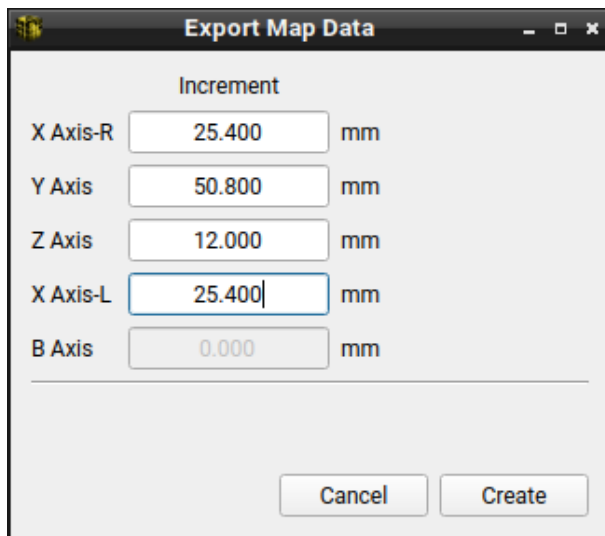 Export Map Data
Increment
X Axis-R 25.400 mm
Y Axis 50.800 mm
Z Axis 12.000 mm
X Axis-L 25.400 mm
B Axis 0.000 mm
Cancel Create